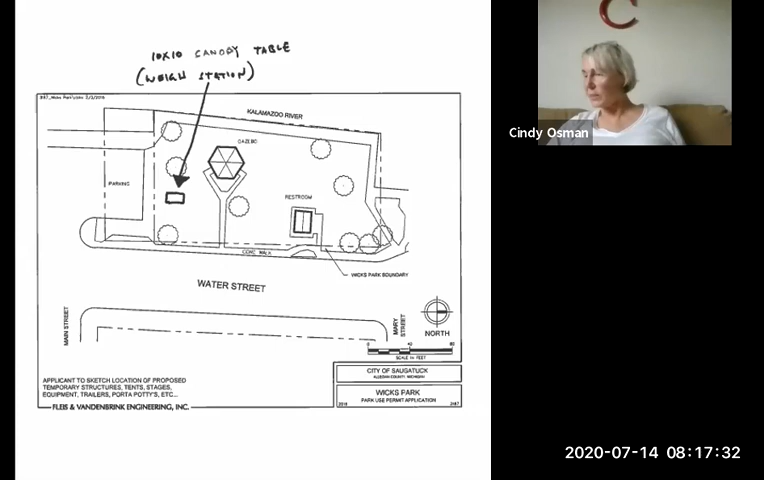 10X10 CANOPY TABLE
(WEIGH STATION)
KALAMAZOO RIVER
GAZEBO
PARKING
RESTROOM
CONC WALK
WICKS PARK BOUNDARY
WATER STREET
MAIN STREET
MARY STREET
NORTH
0 40 80
SCALE IN FEET
APPLICANT TO SKETCH LOCATION OF PROPOSED
TEMPORARY STRUCTURES, TENTS, STAGES,
EQUIPMENT, TRAILERS, PORTA POTTY'S, ETC...
FLEIS & VANDENBRINK ENGINEERING, INC.
CITY OF SAUGATUCK
ALLEGAN COUNTY, MICHIGAN
WICKS PARK
PARK USE PERMIT APPLICATION
Cindy Osman
2020-07-14 08:17:32